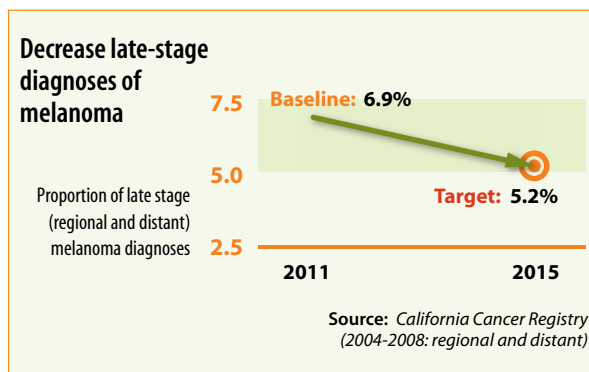 Decrease late-stage
diagnoses of
melanoma
Proportion of late stage
(regional and distant)
melanoma diagnoses
7.5
5.0
2.5
Baseline: 6.9%
Target: 5.2%
2011
2015
Source: California Cancer Registry
(2004-2008: regional and distant)